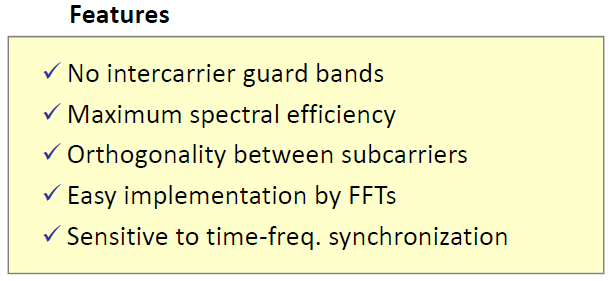 Features
✓ No intercarrier guard bands
✓ Maximum spectral efficiency
✓ Orthogonality between subcarriers
✓ Easy implementation by FFTs
✓ Sensitive to time-freq. synchronization